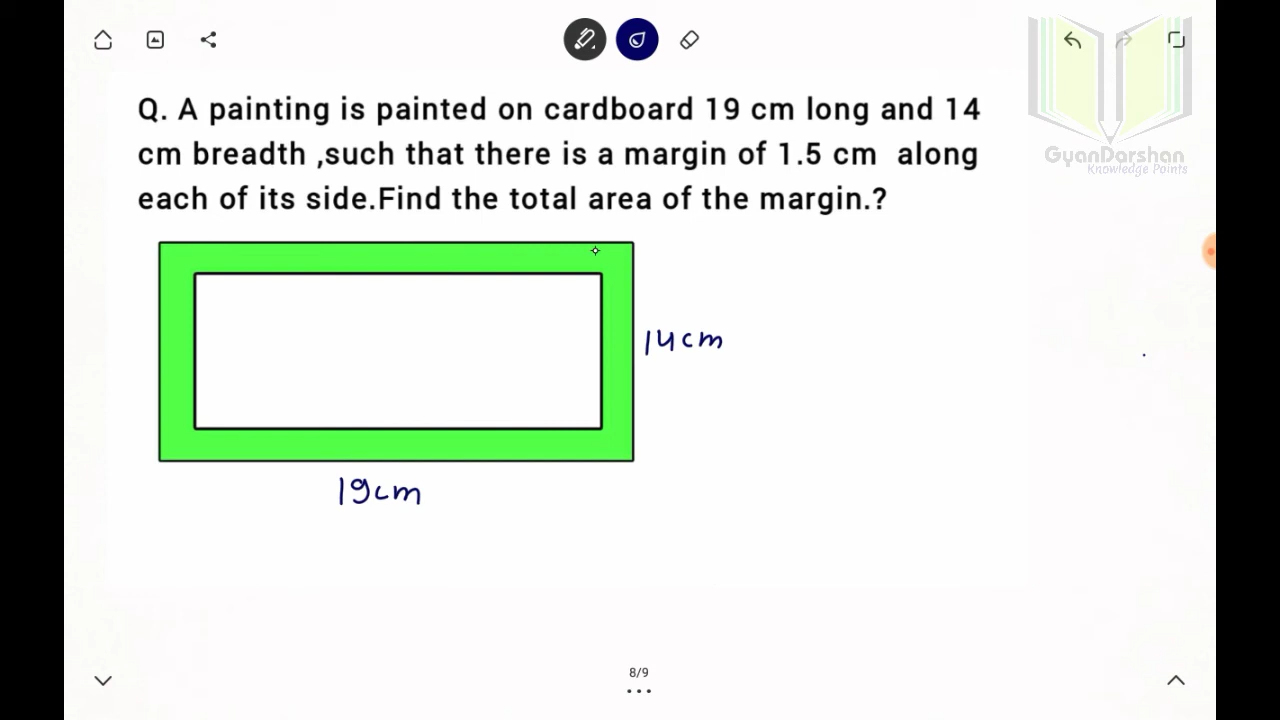 GyanDarshan
Knowledge Points
Q. A painting is painted on cardboard 19 cm long and 14
cm breadth ,such that there is a margin of 1.5 cm along
each of its side.Find the total area of the margin.?
14cm
19cm
8/9